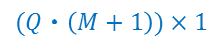 (Q · (M + 1)) × 1